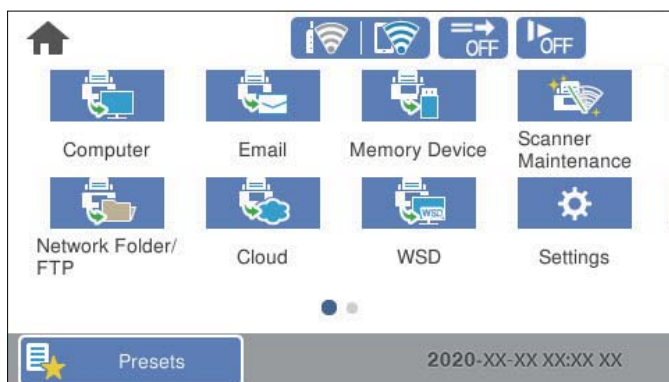 OFF
OFF
Computer
Email
Memory Device
Scanner
Maintenance
WSD
Network Folder/
FTP
Cloud
WSD
Settings
Presets
2020-XX-XX XX:XX XX